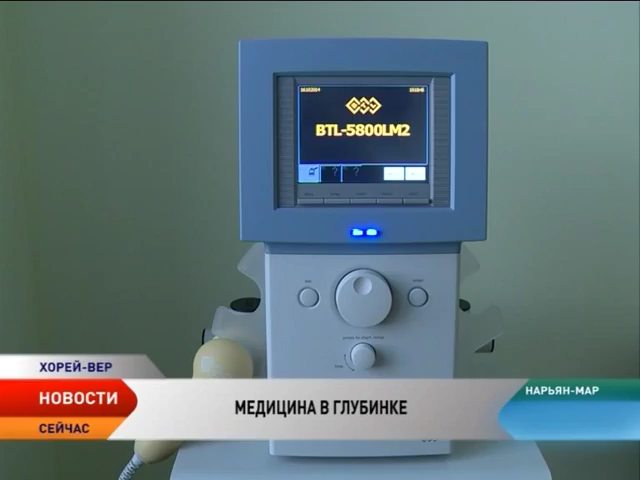 BTL-5800LM2
? ?
ХОРЕЙ-ВЕР
НОВОСТИ
МЕДИЦИНА В ГЛУБИНКЕ
НАРЬЯН-МАР
СЕЙЧАС